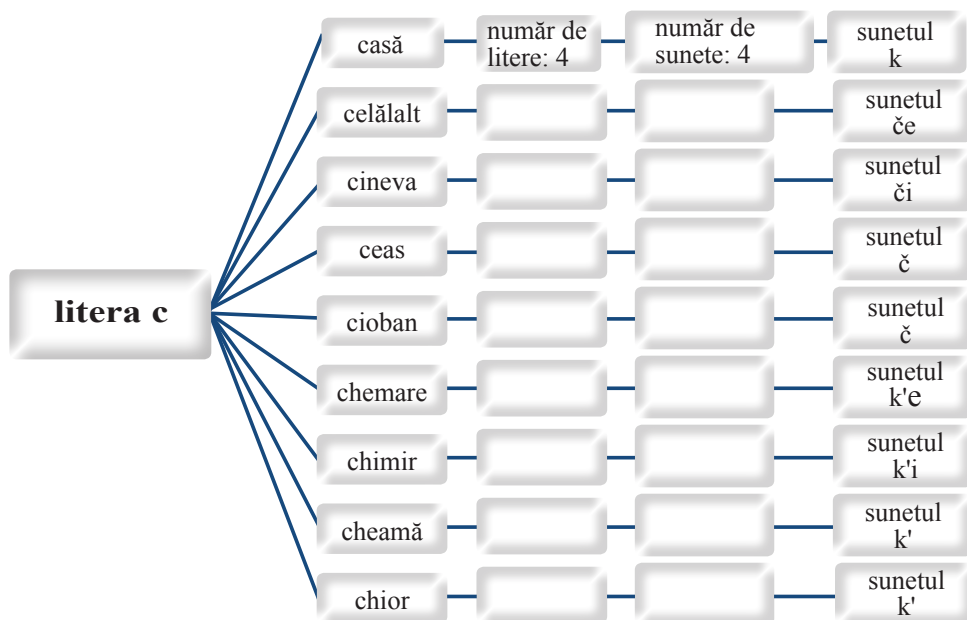 litera c
casă
număr de
litere: 4
număr de
sunete: 4
sunetul
k
celălalt
sunetul
če
cineva
sunetul
či
ceas
sunetul
č
cioban
sunetul
č
chemare
sunetul
k'e
chimir
sunetul
k'i
cheamă
sunetul
k'
chior
sunetul
k'